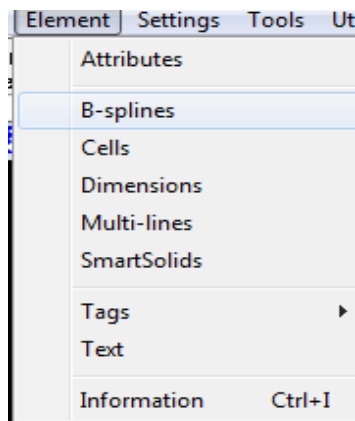 Element Settings Tools Ut
Attributes
B-splines
Cells
Dimensions
Multi-lines
SmartSolids
Tags
Text
Information Ctrl+I